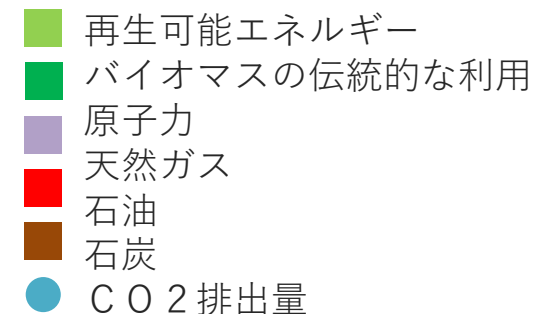 再生可能エネルギー
バイオマスの伝統的な利用
原子力
天然ガス
石油
石炭
ＣＯ２排出量